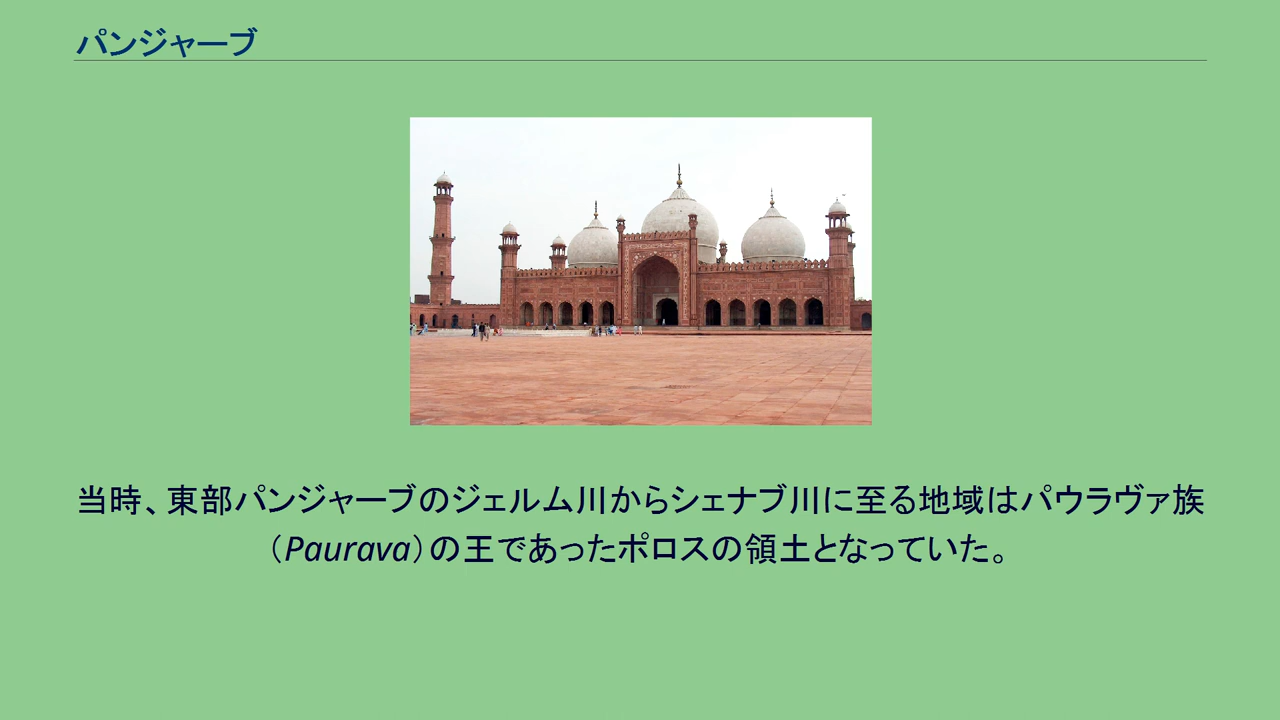 パンジャーブ
当時、東部パンジャーブのジェルム川からシェナブ川に至る地域はパウラヴァ族
（Paurava）の王であったポロスの領土となっていた。